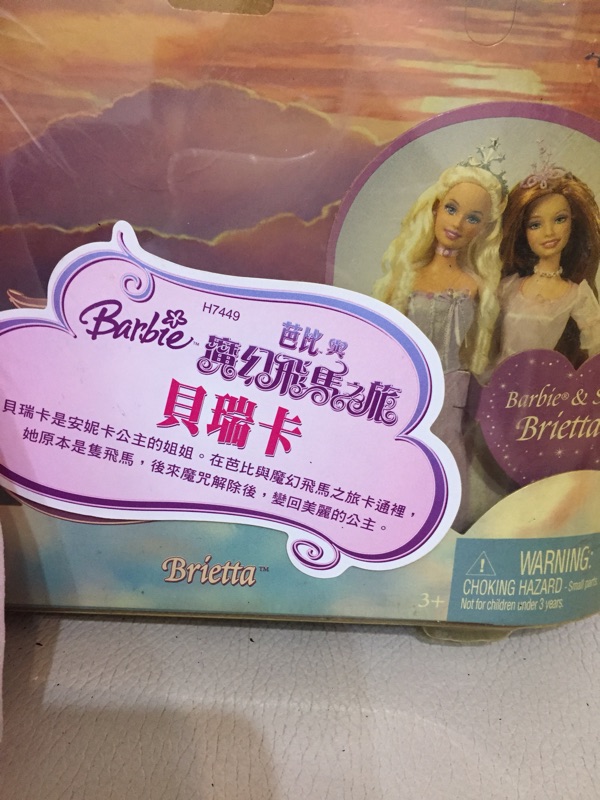 Barbie™
H7449
芭比與
魔幻飛馬之旅
貝瑞卡
貝瑞卡是安妮卡公主的姐姐。在芭比與魔幻飛馬之旅卡通裡，
她原本是隻飛馬，後來魔咒解除後，變回美麗的公主。
Barbie® & S
Brietta
Brietta™
3+
WARNING:
CHOKING HAZARD - Small parts
Not for children under 3 years